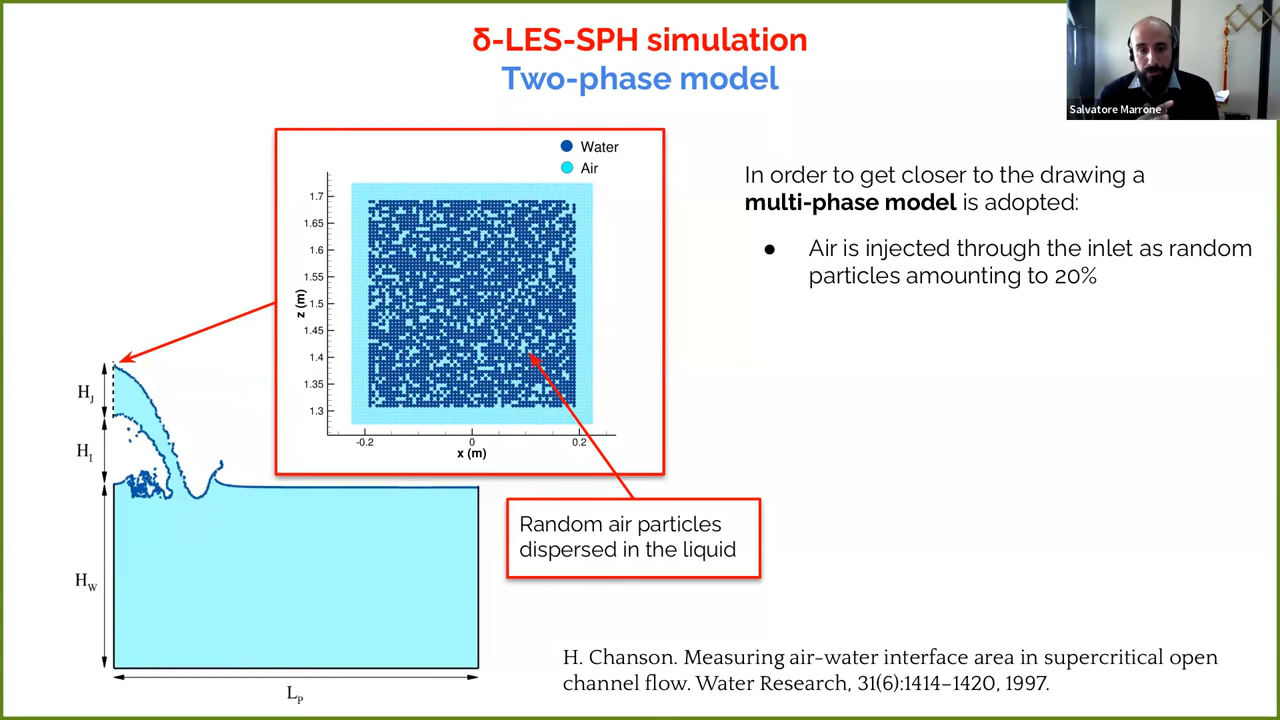 δ-LES-SPH simulation
Two-phase model
Salvatore Marrone
Water
Air
1.7
1.65
1.6
1.55
1.5
1.45
1.4
1.35
1.3
z (m)
-0.2
0
0.2
x (m)
In order to get closer to the drawing a
multi-phase model is adopted:
● Air is injected through the inlet as random
particles amounting to 20%
H_J
H_I
H_W
L_P
Random air particles
dispersed in the liquid
H. Chanson. Measuring air-water interface area in supercritical open
channel flow. Water Research, 31(6):1414–1420, 1997.